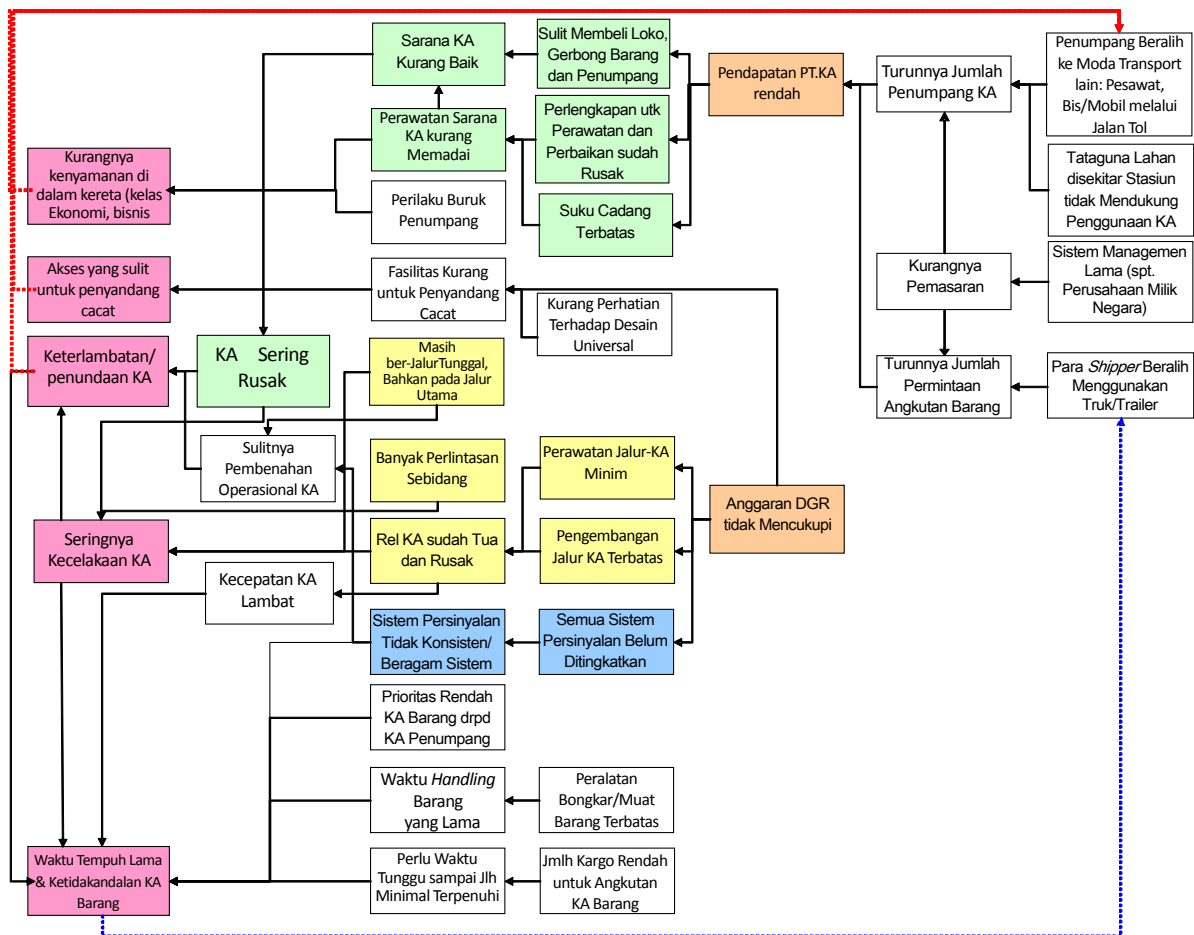 Sarana KA
Kurang Baik
Sulit Membeli Loko,
Gerbong Barang
dan Penumpang
Pendapatan PT.KA
rendah
Turunnya Jumlah
Penumpang KA
Penumpang Beralih
ke Moda Transport
lain: Pesawat,
Bis/Mobil melalui
Jalan Tol
Perawatan Sarana
KA kurang
Memadai
Perlengkapan utk
Perawatan dan
Perbaikan sudah
Rusak
Kurangnya
kenyamanan di
dalam kereta (kelas
Ekonomi, bisnis
Perilaku Buruk
Penumpang
Suku Cadang
Terbatas
Tataguna Lahan
disekitar Stasiun
tidak Mendukung
Penggunaan KA
Akses yang sulit
untuk penyandang
cacat
Fasilitas Kurang
untuk Penyandang
Cacat
Kurang Perhatian
Terhadap Desain
Universal
Kurangnya
Pemasaran
Sistem Managemen
Lama (spt.
Perusahaan Milik
Negara)
Keterlambatan/
penundaan KA
KA Sering
Rusak
Masih
ber-JalurTunggal,
Bahkan pada Jalur
Utama
Turunnya Jumlah
Permintaan
Angkutan Barang
Para Shipper Beralih
Menggunakan
Truk/Trailer
Sulitnya
Pembenahan
Operasional KA
Banyak Perlintasan
Sebidang
Perawatan Jalur-KA
Minim
Anggaran DGR
tidak Mencukupi
Seringnya
Kecelakaan KA
Rel KA sudah Tua
dan Rusak
Pengembangan
Jalur KA Terbatas
Kecepatan KA
Lambat
Sistem Persinyalan
Tidak Konsisten/
Beragam Sistem
Semua Sistem
Persinyalan Belum
Ditingkatkan
Prioritas Rendah
KA Barang drpd
KA Penumpang
Waktu Handling
Barang
yang Lama
Peralatan
Bongkar/Muat
Barang Terbatas
Waktu Tempuh Lama
& Ketidakandalan KA
Barang
Perlu Waktu
Tunggu sampai Jlh
Minimal Terpenuhi
Jmlh Kargo Rendah
untuk Angkutan
KA Barang